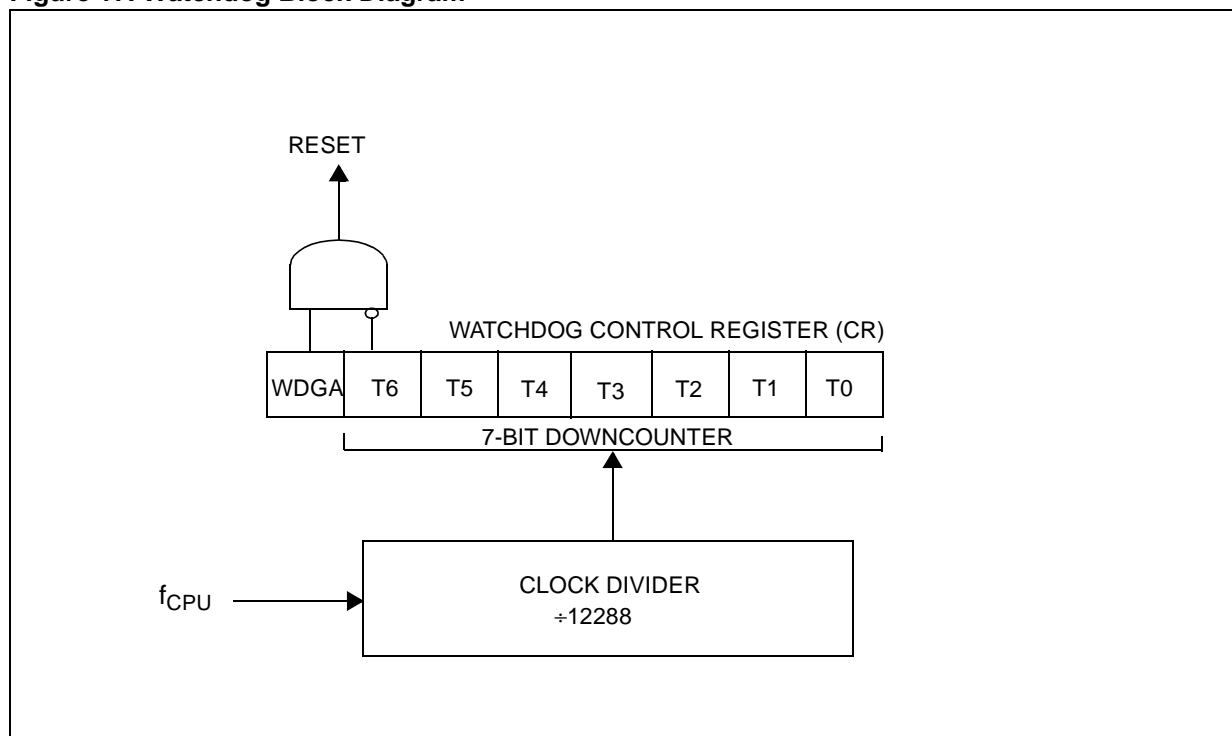 Figure Watchdog Block Diagram
RESET
WATCHDOG CONTROL REGISTER (CR)
WDGA T6 T5 T4 T3 T2 T1 T0
7-BIT DOWNCOUNTER
fCPU
CLOCK DIVIDER
÷12288